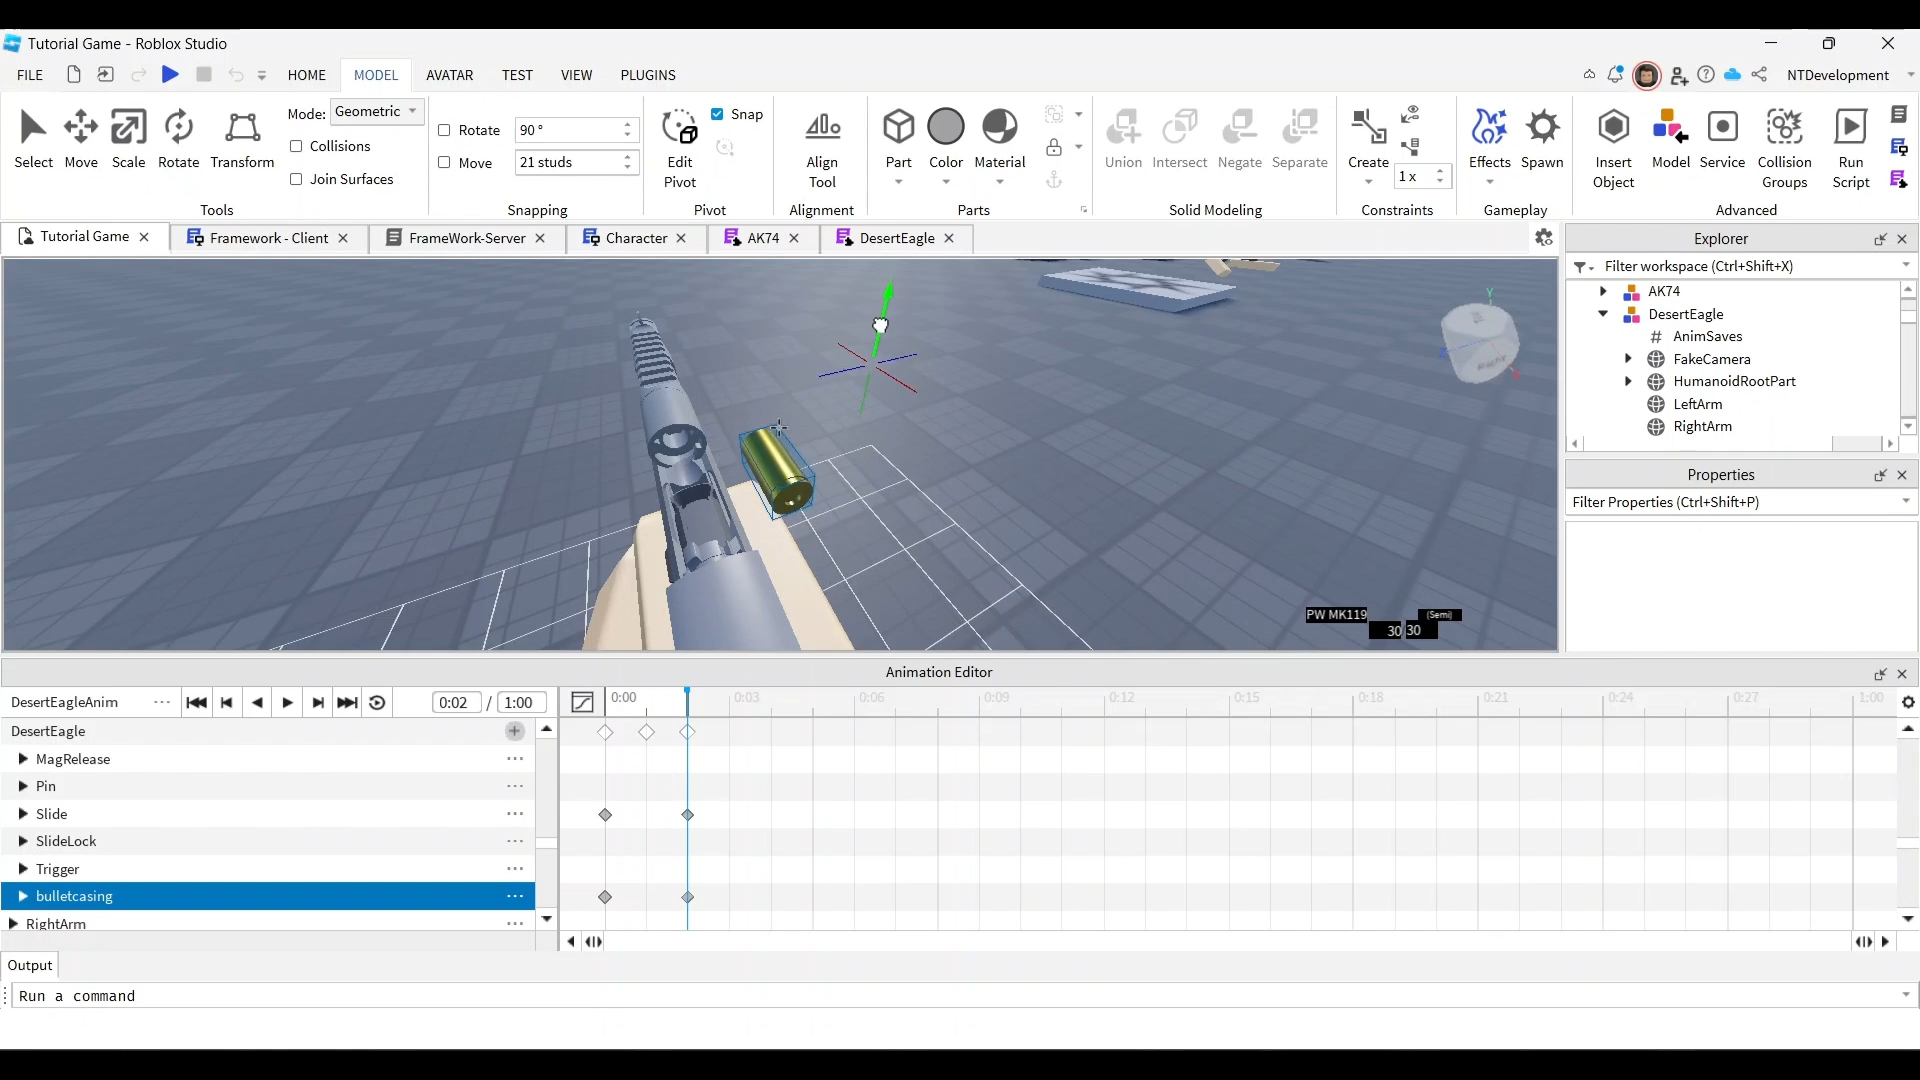 Tutorial Game - Roblox Studio
FILE HOME MODEL AVATAR TEST VIEW PLUGINS NTDevelopment
Select Move Scale Rotate Transform
Mode: Geometric
Collisions
Join Surfaces
Tools
Rotate 90 °
Move 21 studs
Snapping
Edit Pivot
Snap
Pivot
Align Tool
Alignment
Part Color Material
Parts
Union Intersect Negate Separate
Solid Modeling
Create
1 x
Constraints
Effects Spawn
Gameplay
Insert Object
Model Service
Collision Groups
Run Script
Advanced
Tutorial Game Framework - Client FrameWork-Server Character AK74 DesertEagle
Explorer
Filter workspace (Ctrl+Shift+X)
AK74
DesertEagle
AnimSaves
FakeCamera
HumanoidRootPart
LeftArm
RightArm
Properties
Filter Properties (Ctrl+Shift+P)
Y
PW MK119 (Semi)
30 30
Animation Editor
DesertEagleAnim 0:02 / 1:00 0:00 0:03 0:06 0:09 0:12 0:15 0:18 0:21 0:24 0:27 1:00
DesertEagle
MagRelease
Pin
Slide
SlideLock
Trigger
bulletcasing
RightArm
Output
Run a command